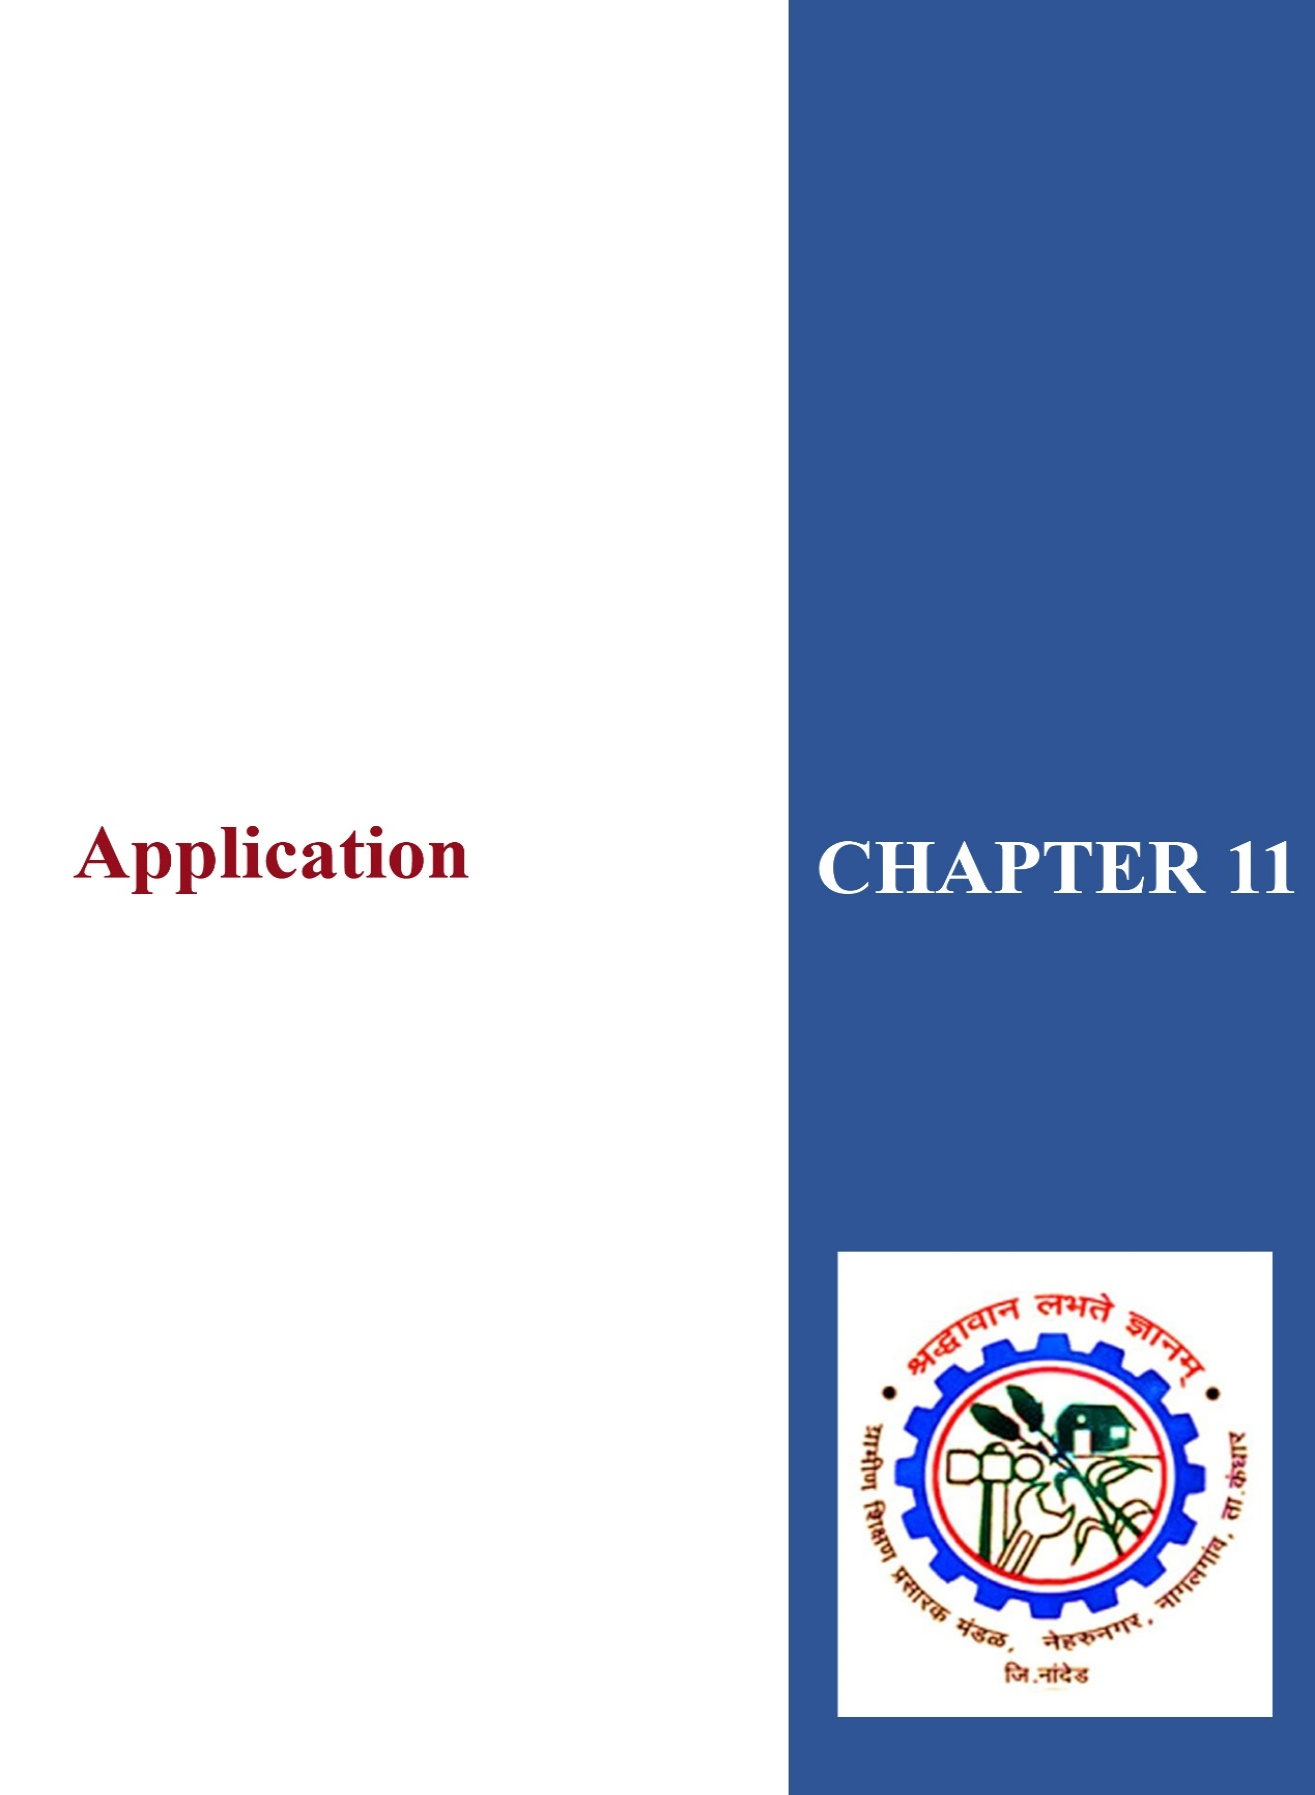 Application
CHAPTER 11
श्रद्धावान लभते ज्ञानम्
ग्रामीण शिक्षण प्रसारक मंडळ, नेहरुनगर, नागलगांव, ता.कंधार
जि.नांदेड